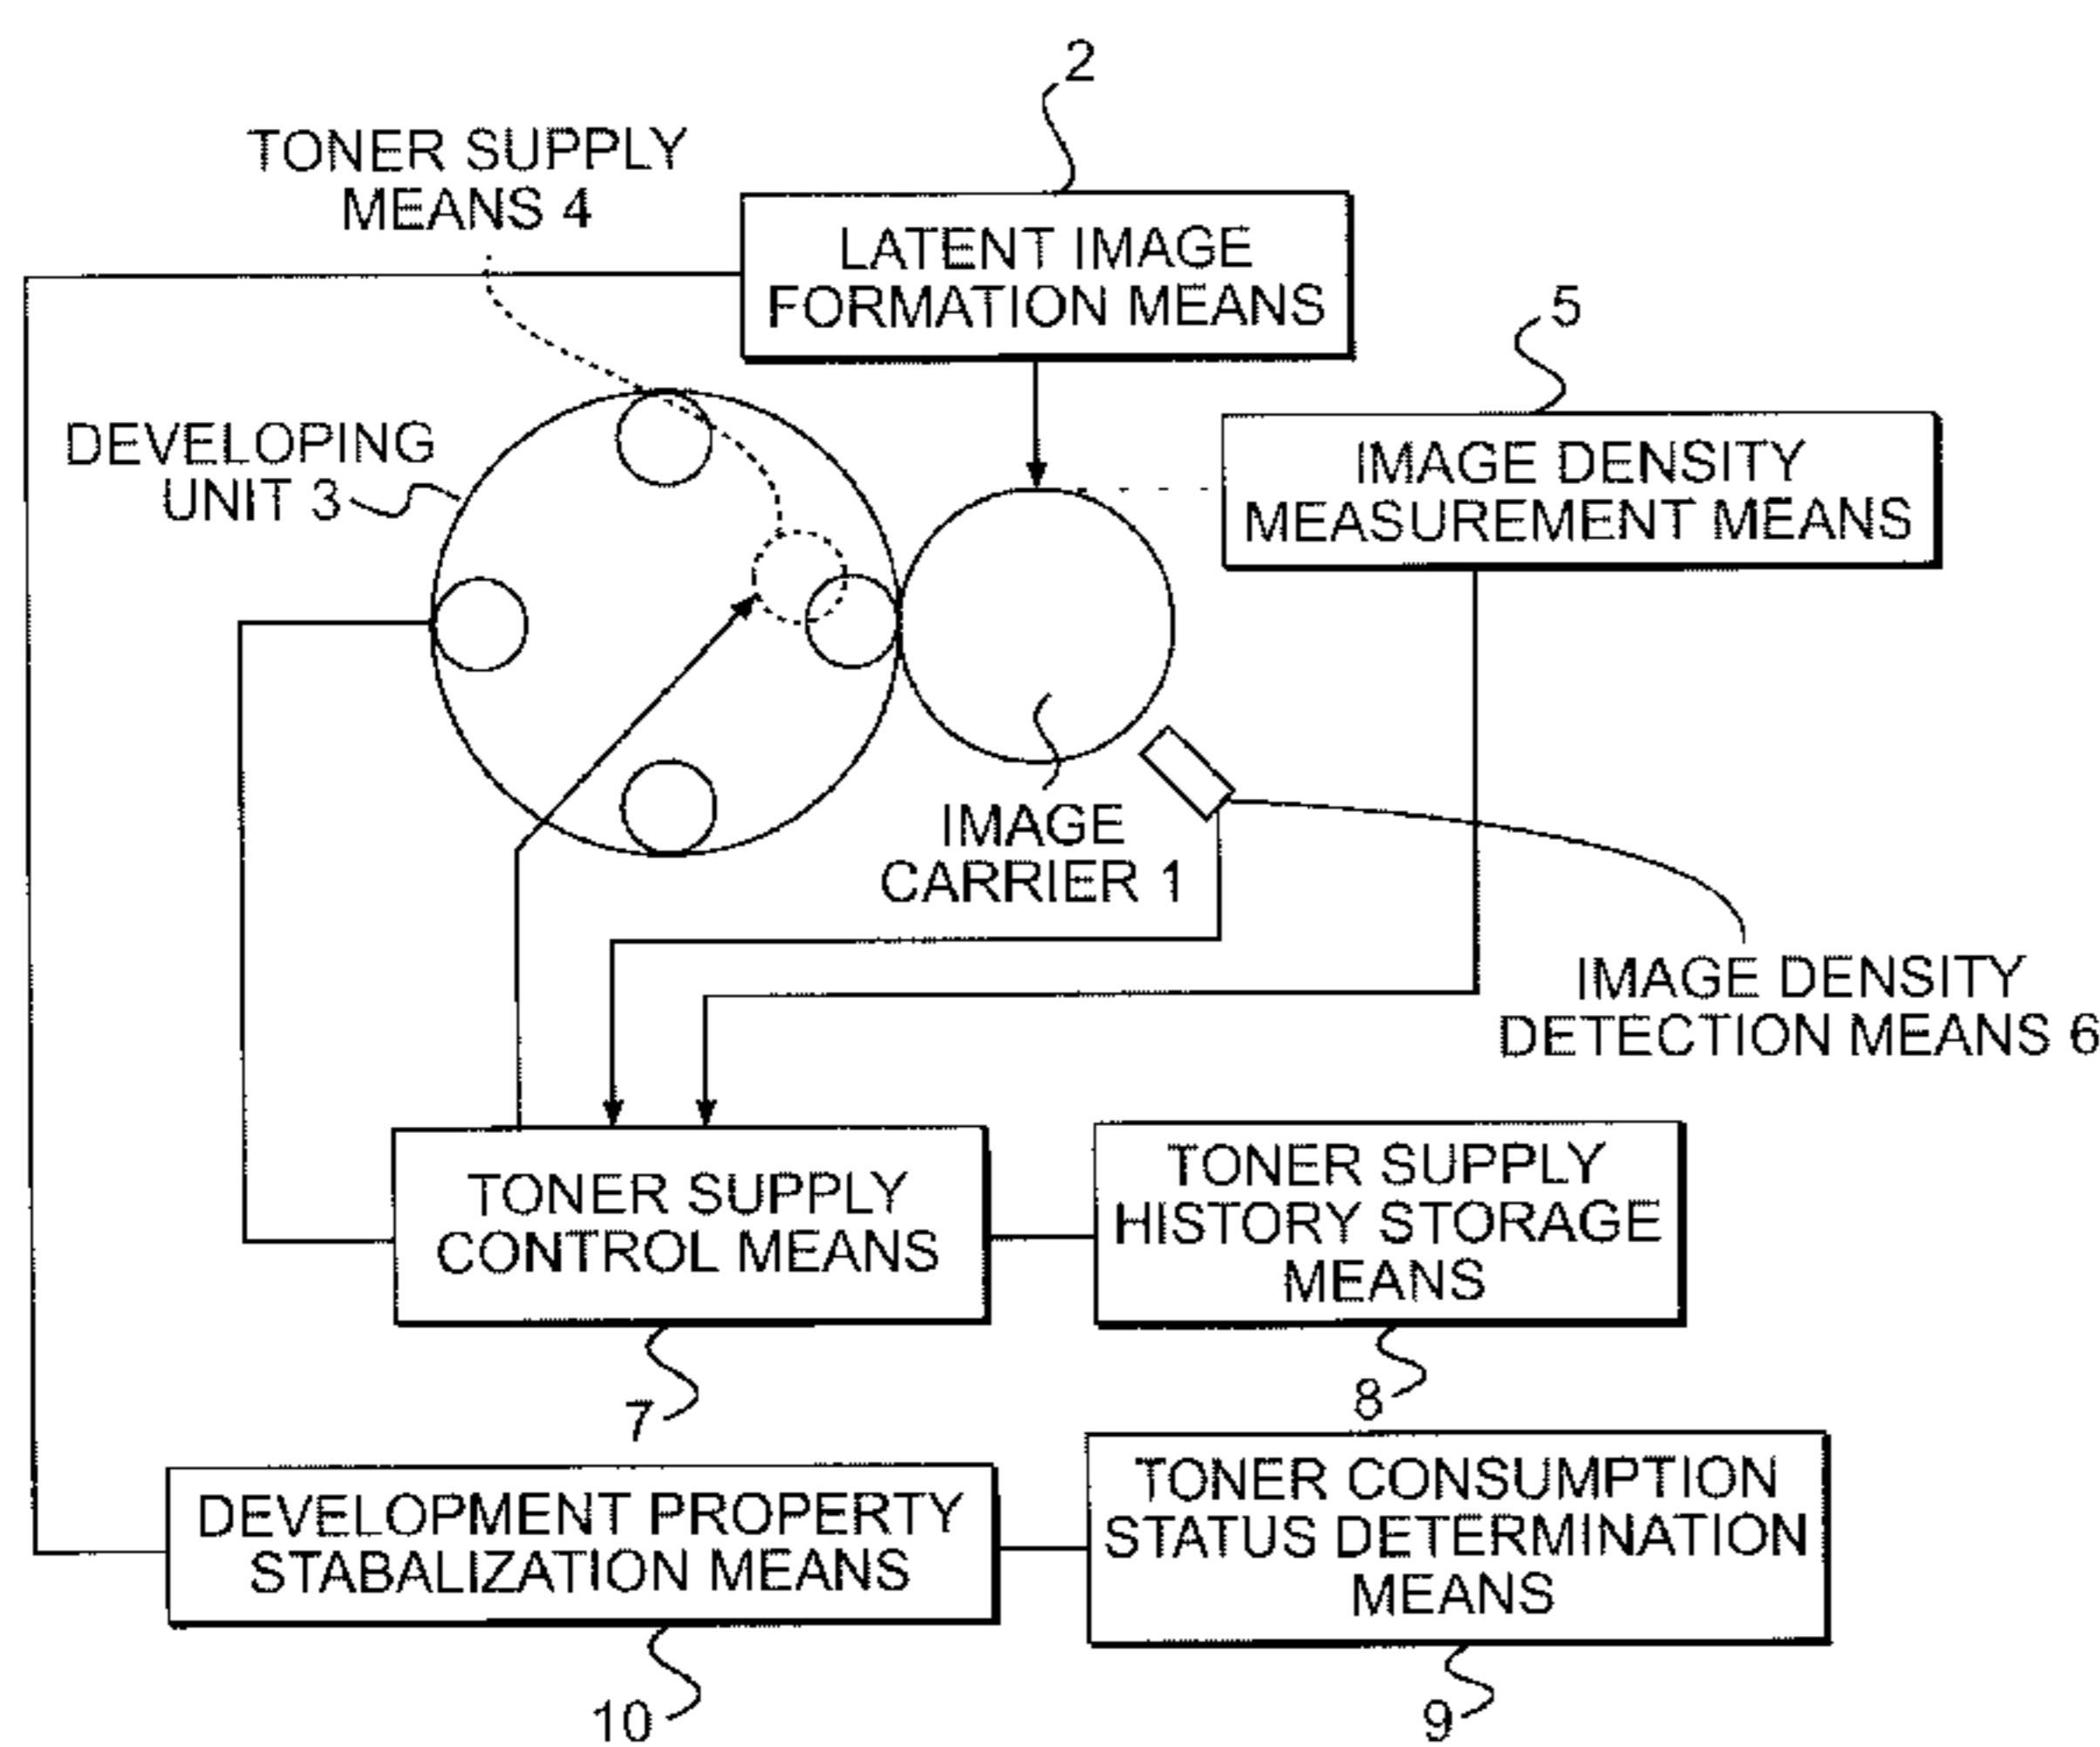 2
TONER SUPPLY
MEANS 4
LATENT IMAGE
FORMATION MEANS
5
DEVELOPING
UNIT 3
IMAGE DENSITY
MEASUREMENT MEANS
IMAGE
CARRIER 1
IMAGE DENSITY
DETECTION MEANS 6
TONER SUPPLY
CONTROL MEANS
TONER SUPPLY
HISTORY STORAGE
MEANS
7
8
DEVELOPMENT PROPERTY
STABALIZATION MEANS
TONER CONSUMPTION
STATUS DETERMINATION
MEANS
10
9